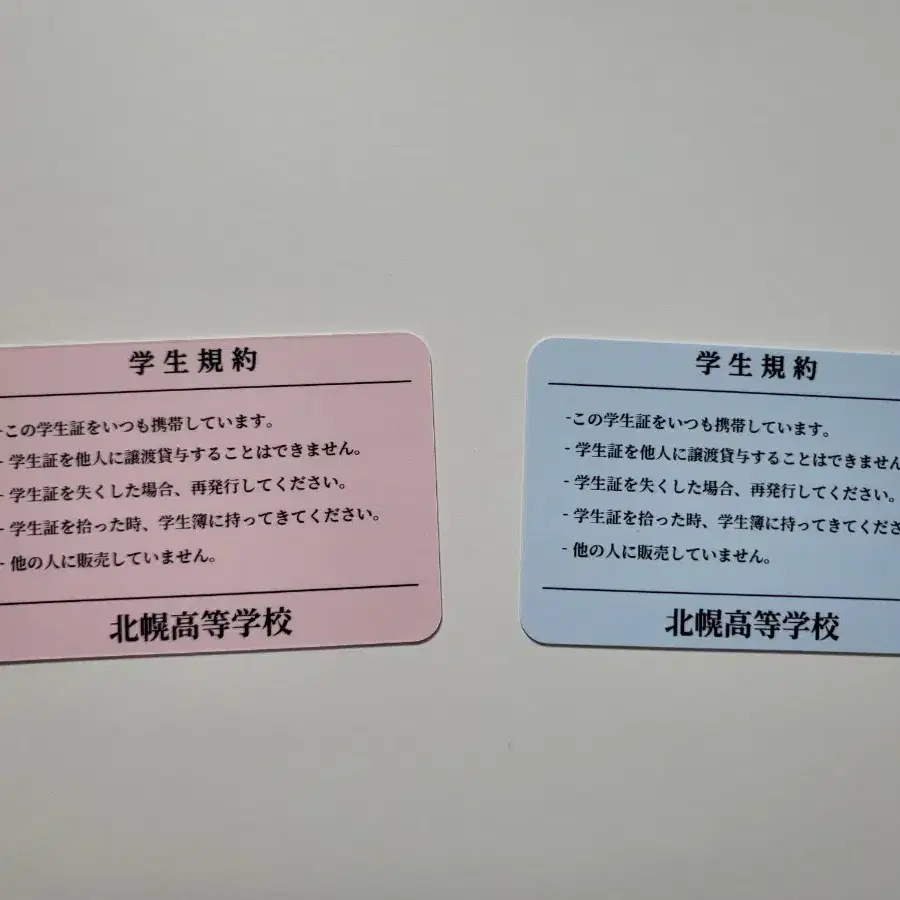 学生規約
-この学生証をいつも携帯しています。
- 学生証を他人に譲渡貸与することはできません。
- 学生証を失くした場合、再発行してください。
- 学生証を拾った時、学生簿に持ってきてください。
- 他の人に販売していません。
北幌高等学校
学生規約
-この学生証をいつも携帯しています。
- 学生証を他人に譲渡貸与することはできません
- 学生証を失くした場合、再発行してください。
- 学生証を拾った時、学生簿に持ってきてくださ
- 他の人に販売していません。
北幌高等学校